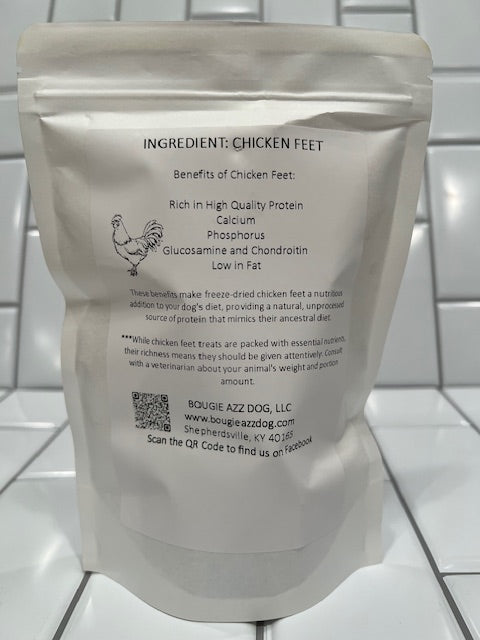 INGREDIENT: CHICKEN FEET
Benefits of Chicken Feet:
Rich in High Quality Protein
Calcium
Phosphorus
Glucosamine and Chondroitin
Low in Fat
These benefits make freeze-dried chicken feet a nutritious
addition to your dog's diet, providing a natural, unprocessed
source of protein that mimics their ancestral diet.
***While chicken feet treats are packed with essential nutrients,
their richness means they should be given attentively. Consult
with a veterinarian about your animal's weight and portion
amount.
BOUGIE AZZ DOG, LLC
www.bougieazzdog.com
Shepherdsville, KY 40165
Scan the QR Code to find us on Facebook